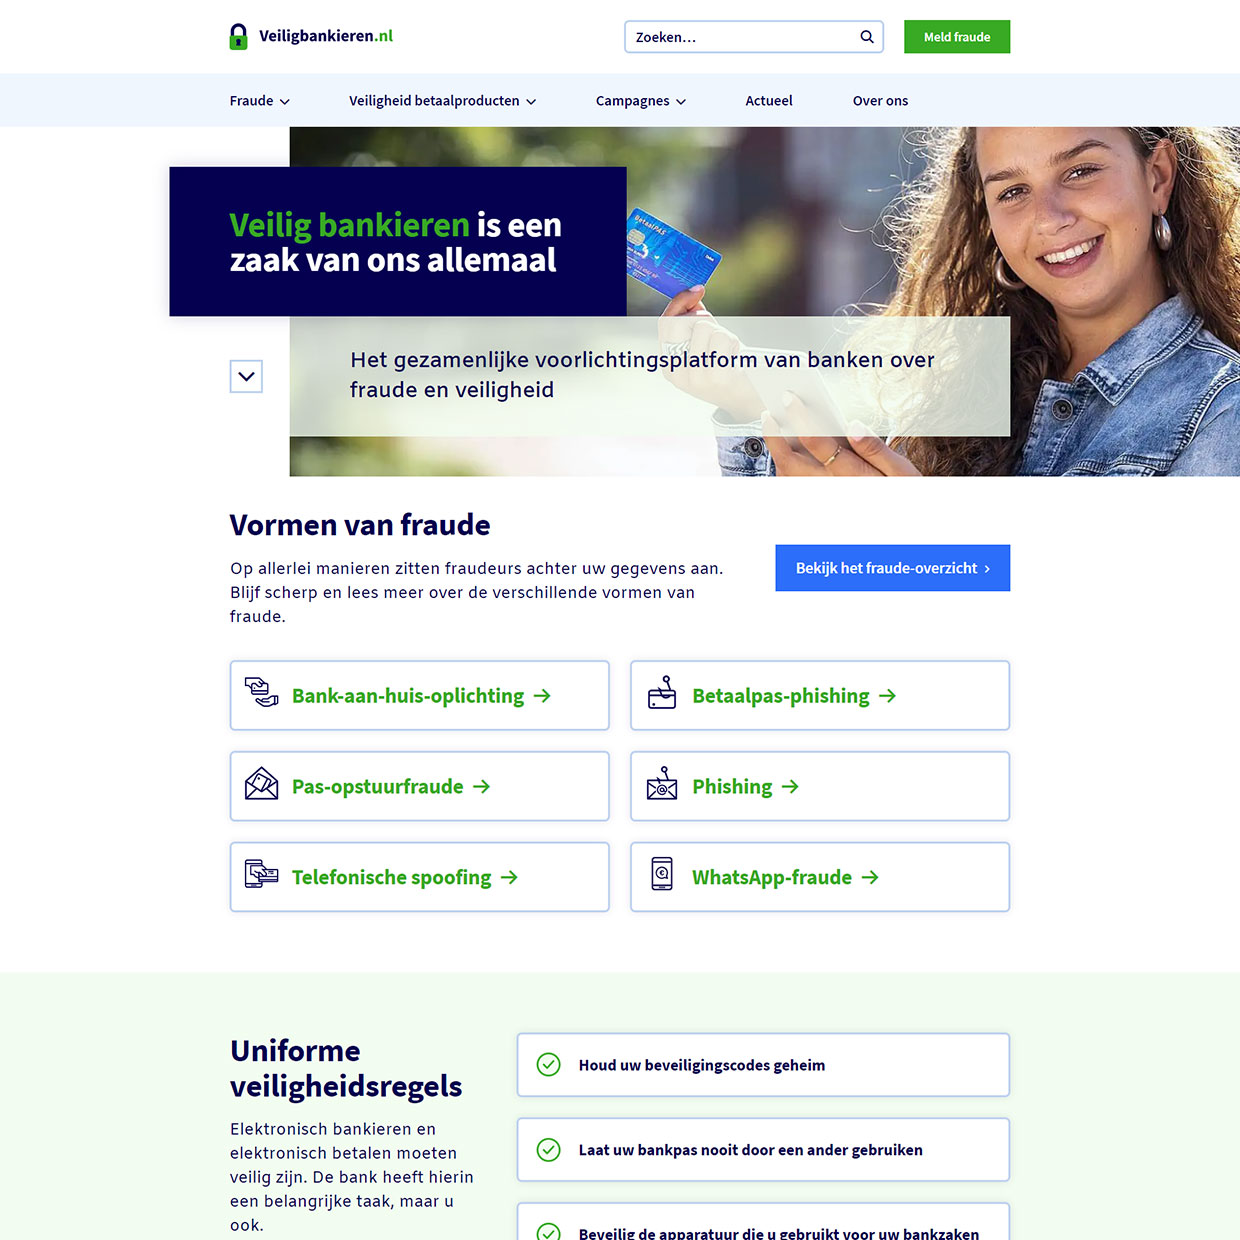 Veiligbankieren.nl
Zoeken...
Meld fraude
Fraude
Veiligheid betaalproducten
Campagnes
Actueel
Over ons
Veilig bankieren is een
zaak van ons allemaal
BetaalPAS
Het gezamenlijke voorlichtingsplatform van banken over
fraude en veiligheid
Vormen van fraude
Op allerlei manieren zitten fraudeurs achter uw gegevens aan.
Blijf scherp en lees meer over de verschillende vormen van
fraude.
Bekijk het fraude-overzicht ›
Bank-aan-huis-oplichting →
Betaalpas-phishing →
Pas-opstuurfraude →
Phishing →
Telefonische spoofing →
WhatsApp-fraude →
Uniforme
veiligheidsregels
Elektronisch bankieren en
elektronisch betalen moeten
veilig zijn. De bank heeft hierin
een belangrijke taak, maar u
ook.
Houd uw beveiligingscodes geheim
Laat uw bankpas nooit door een ander gebruiken
Beveilig de apparatuur die u gebruikt voor uw bankzaken